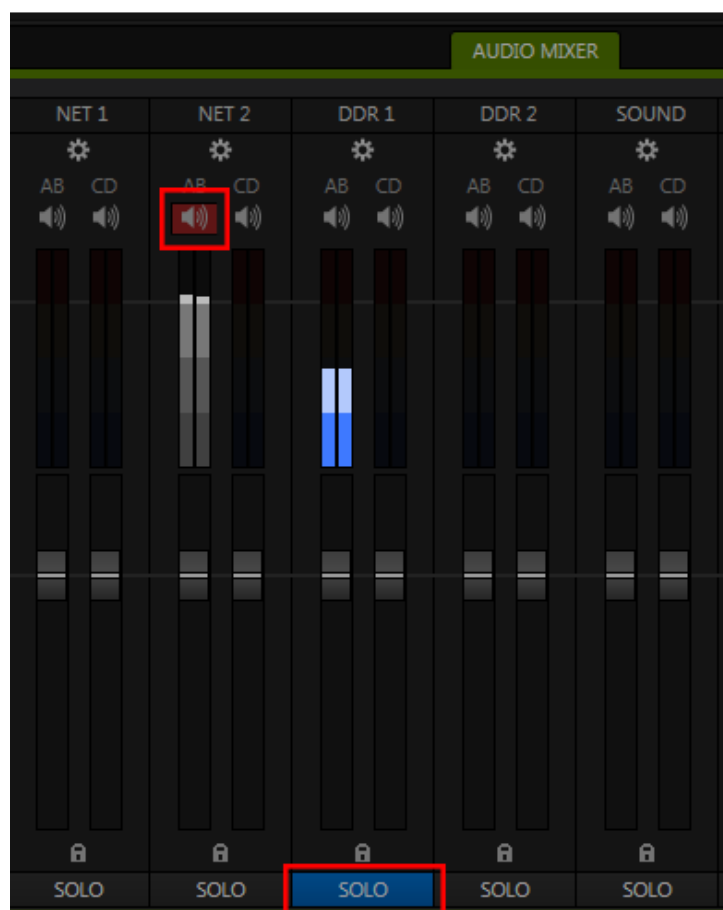 AUDIO MIXER
NET 1 NET 2 DDR 1 DDR 2 SOUND
AB CD AB CD AB CD AB CD AB CD
SOLO SOLO SOLO SOLO SOLO